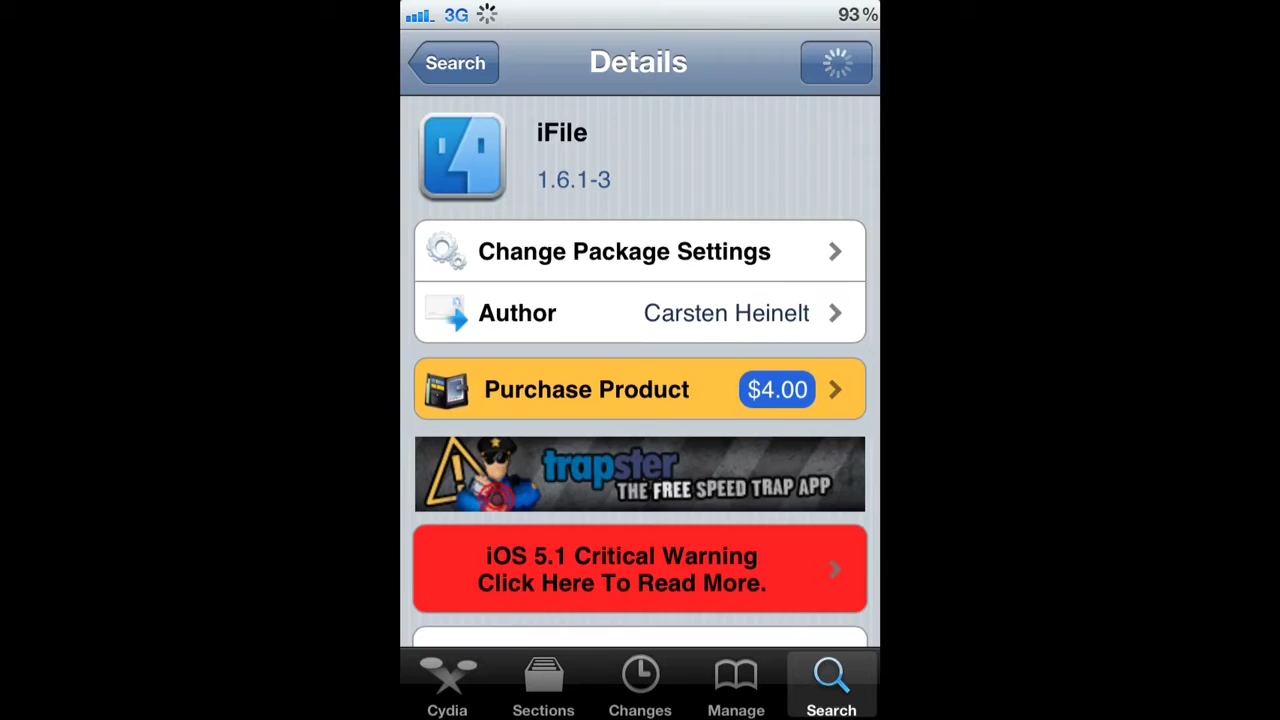 3G 93%
Search Details
iFile
1.6.1-3
Change Package Settings
Author Carsten Heinelt
Purchase Product $4.00
trapster
THE FREE SPEED TRAP APP
iOS 5.1 Critical Warning
Click Here To Read More.
Cydia Sections Changes Manage Search